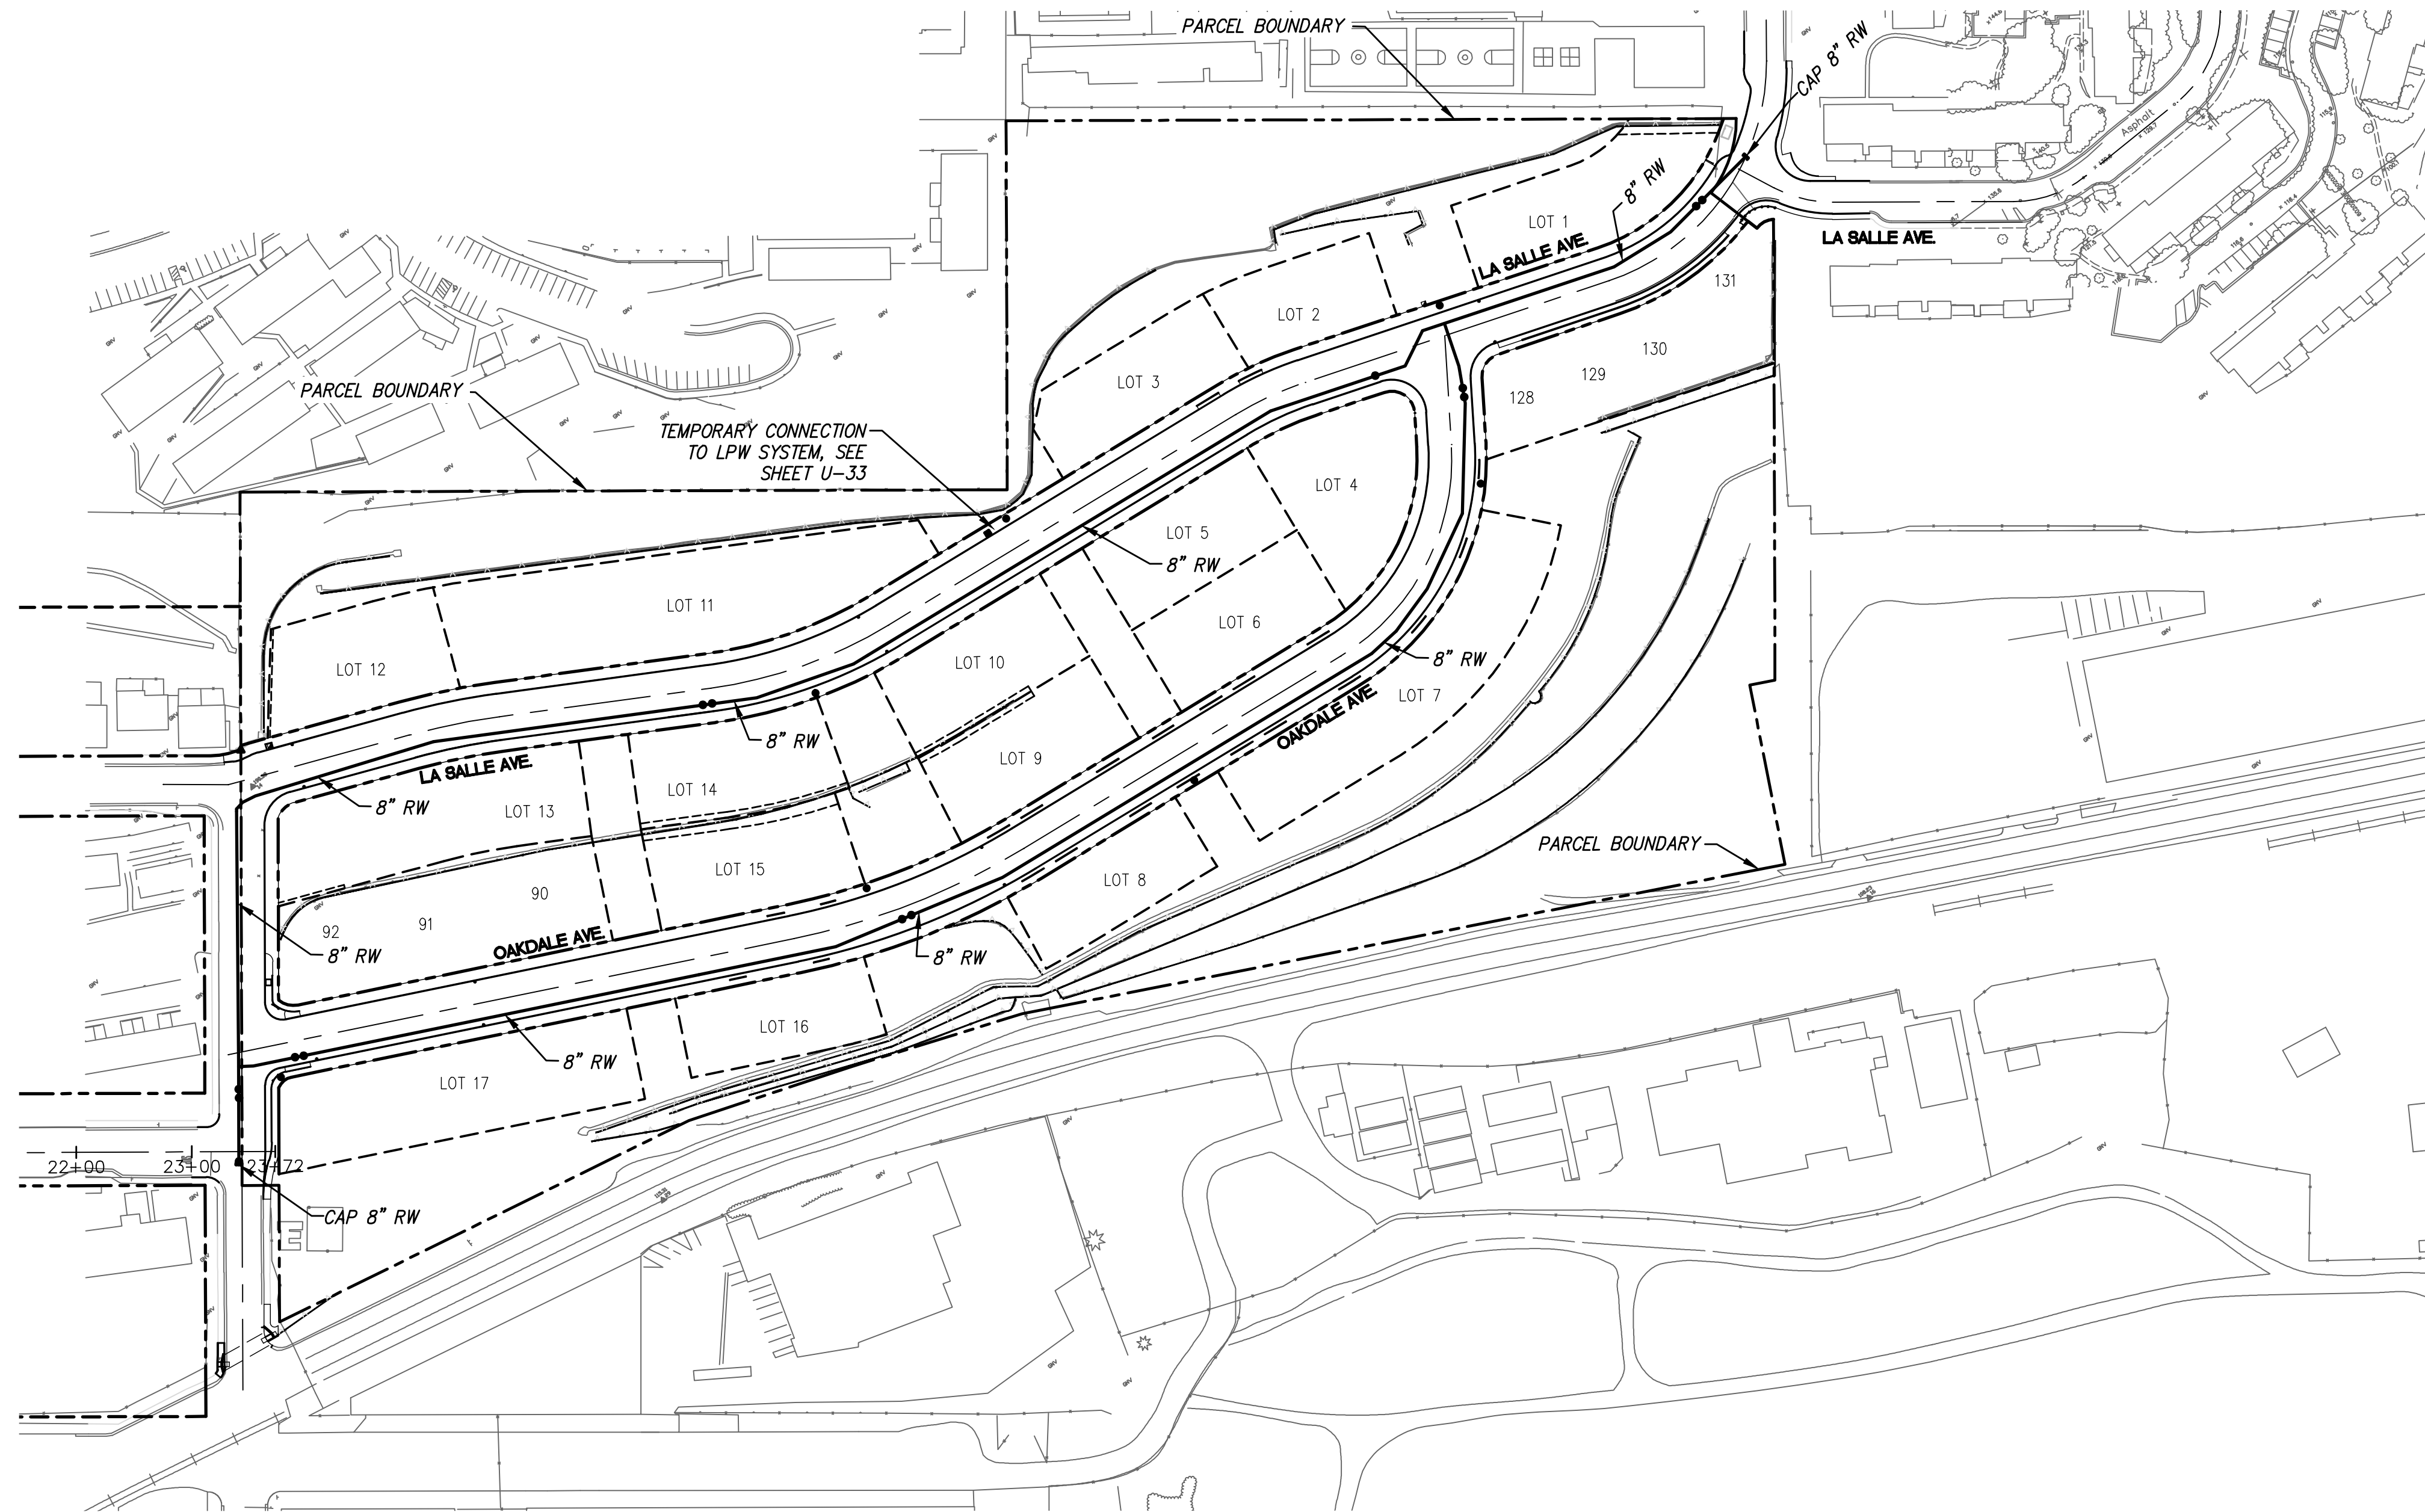 PARCEL BOUNDARY
CAP 8" RW
Asphalt
8" RW
LOT 1
LA SALLE AVE.
LA SALLE AVE.
131
LOT 2
130
LOT 3
129
128
PARCEL BOUNDARY
TEMPORARY CONNECTION
TO LPW SYSTEM, SEE
SHEET U-33
LOT 4
LOT 5
8" RW
LOT 11
LOT 6
LOT 12
LOT 10
8" RW
LOT 7
OAKDALE AVE.
8" RW
LA SALLE AVE.
LOT 9
LOT 14
8" RW
LOT 13
PARCEL BOUNDARY
LOT 15
LOT 8
90
91
92
OAKDALE AVE.
8" RW
8" RW
LOT 16
8" RW
LOT 17
22+00
23+00
23+72
CAP 8" RW